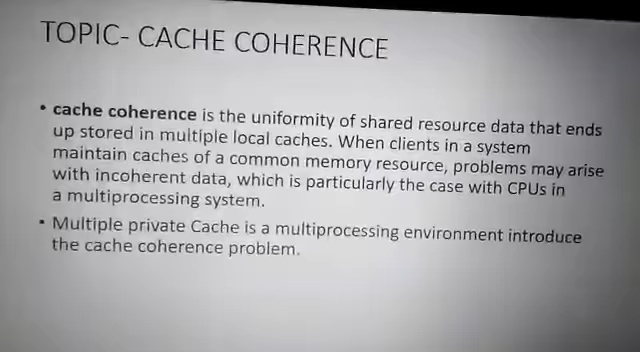 TOPIC- CACHE COHERENCE
• cache coherence is the uniformity of shared resource data that ends
up stored in multiple local caches. When clients in a system
maintain caches of a common memory resource, problems may arise
with incoherent data, which is particularly the case with CPUs in
a multiprocessing system.
• Multiple private Cache is a multiprocessing environment introduce
the cache coherence problem.